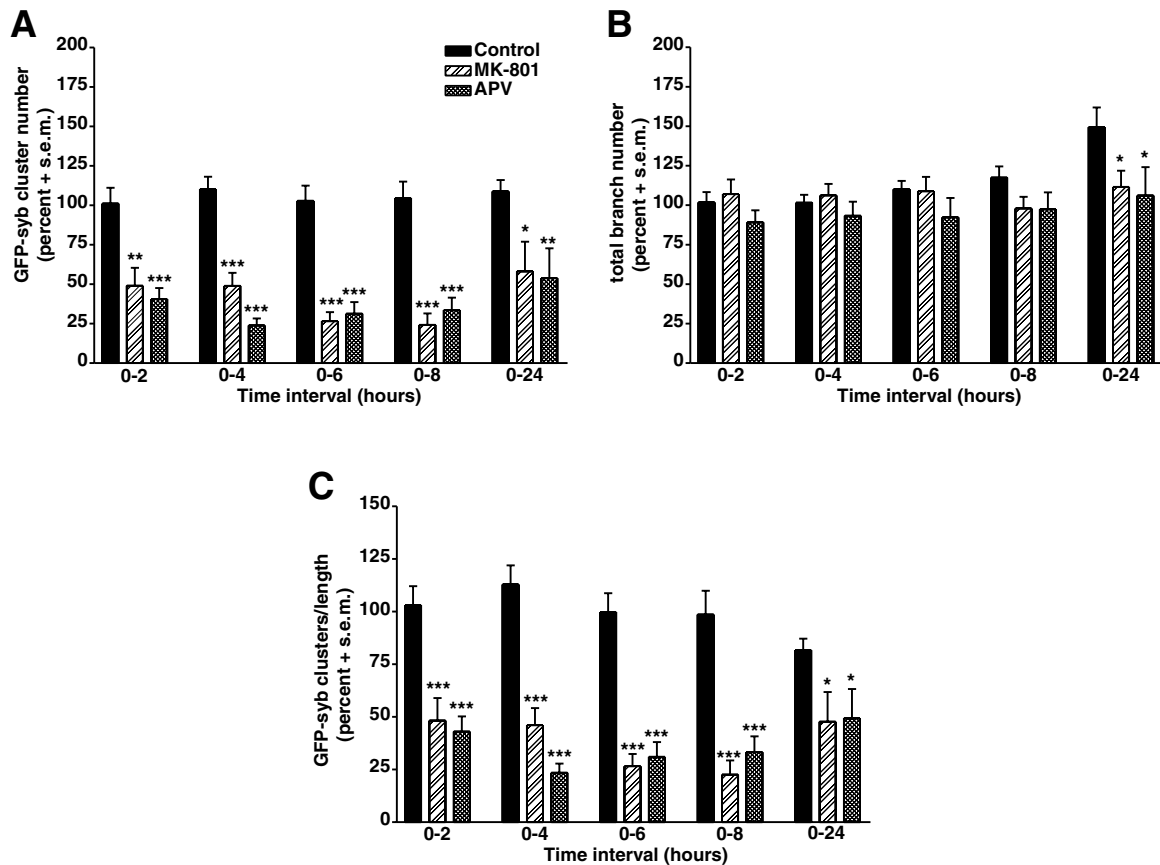 A
GFP-syb cluster number
(percent + s.e.m.)
200
175
150
125
100
75
50
25
0
Control
MK-801
APV
** *** *** *** *** *** *** *** * **
0-2 0-4 0-6 0-8 0-24
Time interval (hours)
B
total branch number
(percent + s.e.m.)
200
175
150
125
100
75
50
25
0
* *
0-2 0-4 0-6 0-8 0-24
Time interval (hours)
C
GFP-syb clusters/length
(percent + s.e.m.)
150
125
100
75
50
25
0
*** *** *** *** *** *** *** *** * *
0-2 0-4 0-6 0-8 0-24
Time interval (hours)